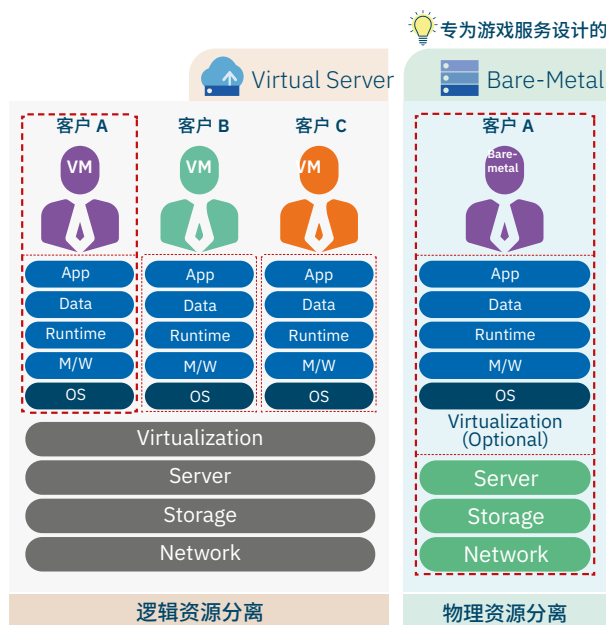 专为游戏服务设计的
Virtual Server
Bare-Metal
客户 A
客户 B
客户 C
客户 A
VM
VM
VM
Bare-
metal
App
App
App
App
Data
Data
Data
Data
Runtime
Runtime
Runtime
Runtime
M/W
M/W
M/W
M/W
OS
OS
OS
OS
Virtualization
Virtualization
(Optional)
Server
Server
Storage
Storage
Network
Network
逻辑资源分离
物理资源分离